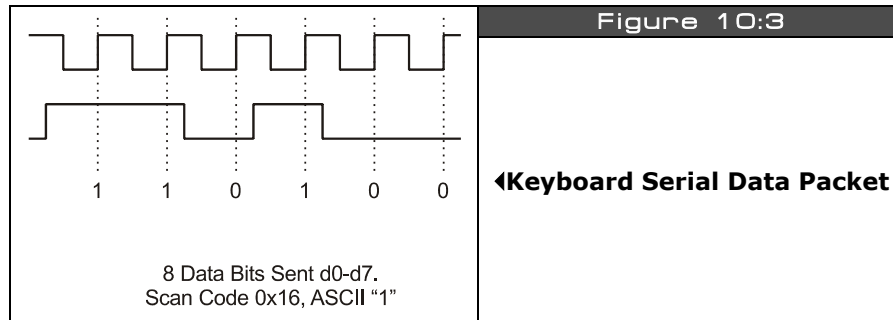 Figure 10:3
1 1 0 1 0 0
8 Data Bits Sent d0-d7.
Scan Code 0x16, ASCII “1”
Keyboard Serial Data Packet